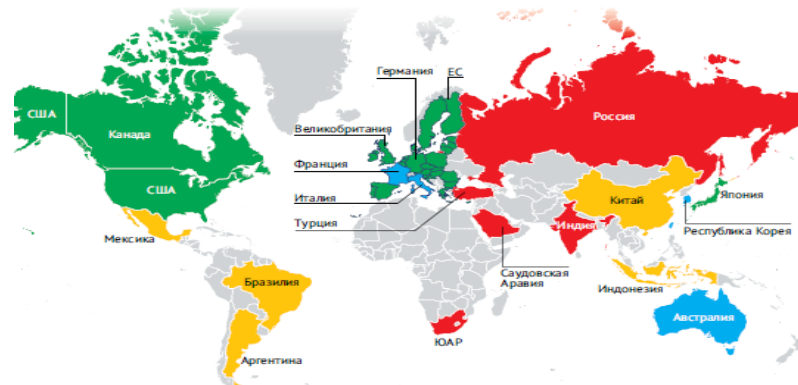 Германия
ЕС
США
Канада
Россия
Великобритания
Франция
США
Италия
Китай
Япония
Турция
Индия
Республика Корея
Мексика
Саудовская
Аравия
Бразилия
Индонезия
Австралия
ЮАР
Аргентина